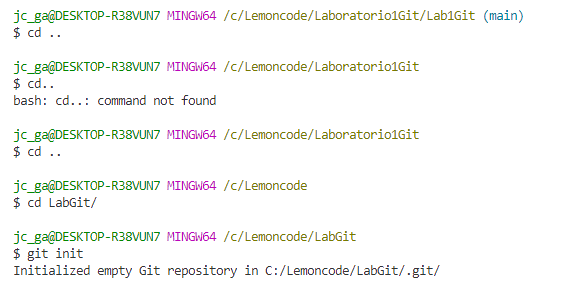 jc_ga@DESKTOP-R38VUN7 MINGW64 /c/Lemoncode/Laboratorio1Git/Lab1Git (main)
$ cd ..
jc_ga@DESKTOP-R38VUN7 MINGW64 /c/Lemoncode/Laboratorio1Git
$ cd..
bash: cd..: command not found
jc_ga@DESKTOP-R38VUN7 MINGW64 /c/Lemoncode/Laboratorio1Git
$ cd ..
jc_ga@DESKTOP-R38VUN7 MINGW64 /c/Lemoncode
$ cd LabGit/
jc_ga@DESKTOP-R38VUN7 MINGW64 /c/Lemoncode/LabGit
$ git init
Initialized empty Git repository in C:/Lemoncode/LabGit/.git/